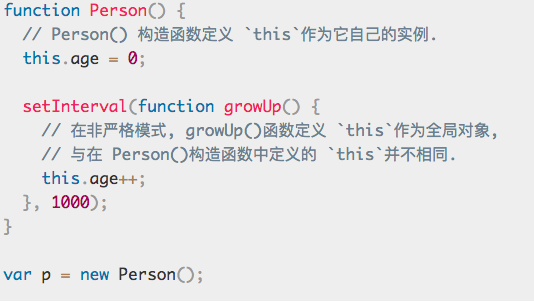 function Person() {
  // Person() 构造函数定义 `this`作为它自己的实例.
  this.age = 0;

  setInterval(function growUp() {
    // 在非严格模式, growUp()函数定义 `this`作为全局对象,
    // 与在 Person()构造函数中定义的 `this`并不相同.
    this.age++;
  }, 1000);
}

var p = new Person();